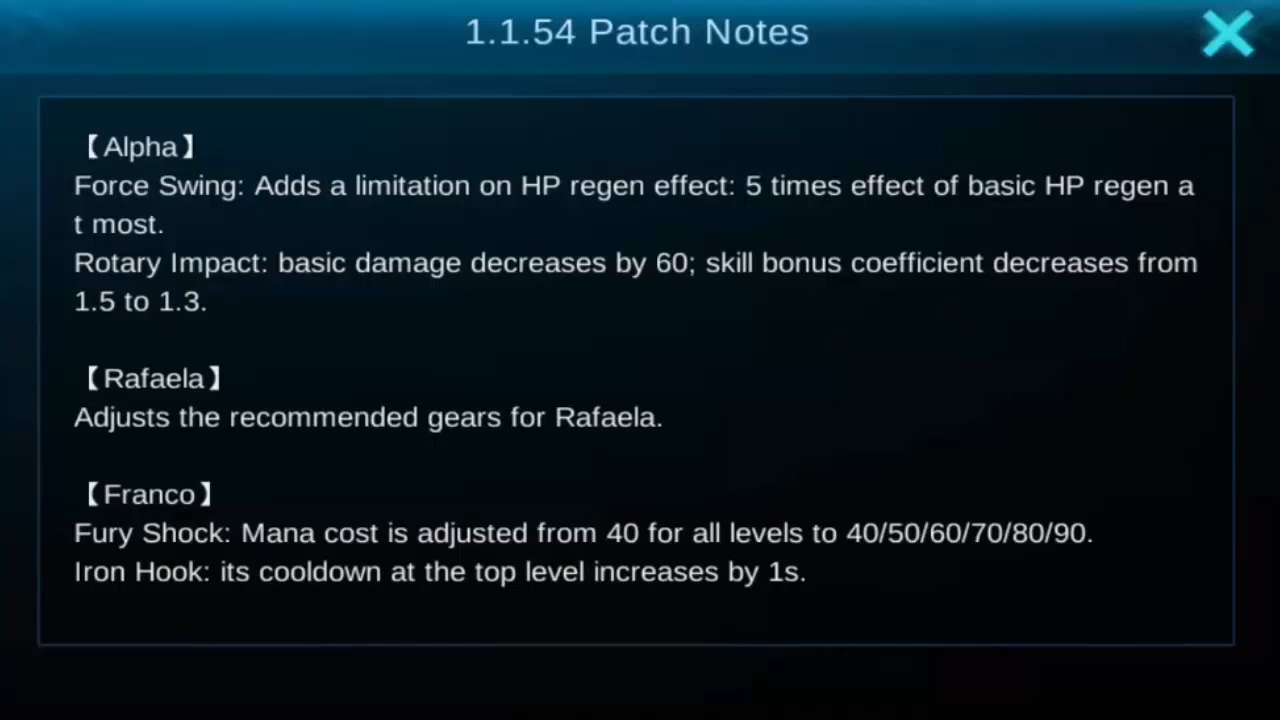 1.1.54 Patch Notes
【Alpha】
Force Swing: Adds a limitation on HP regen effect: 5 times effect of basic HP regen a
t most.
Rotary Impact: basic damage decreases by 60; skill bonus coefficient decreases from
1.5 to 1.3.
【Rafaela】
Adjusts the recommended gears for Rafaela.
【Franco】
Fury Shock: Mana cost is adjusted from 40 for all levels to 40/50/60/70/80/90.
Iron Hook: its cooldown at the top level increases by 1s.